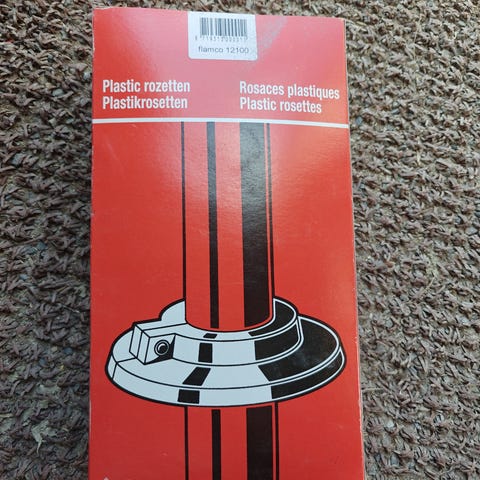 flamco 12100
Plastic rozetten
Plastikrosetten
Rosaces plastiques
Plastic rosettes